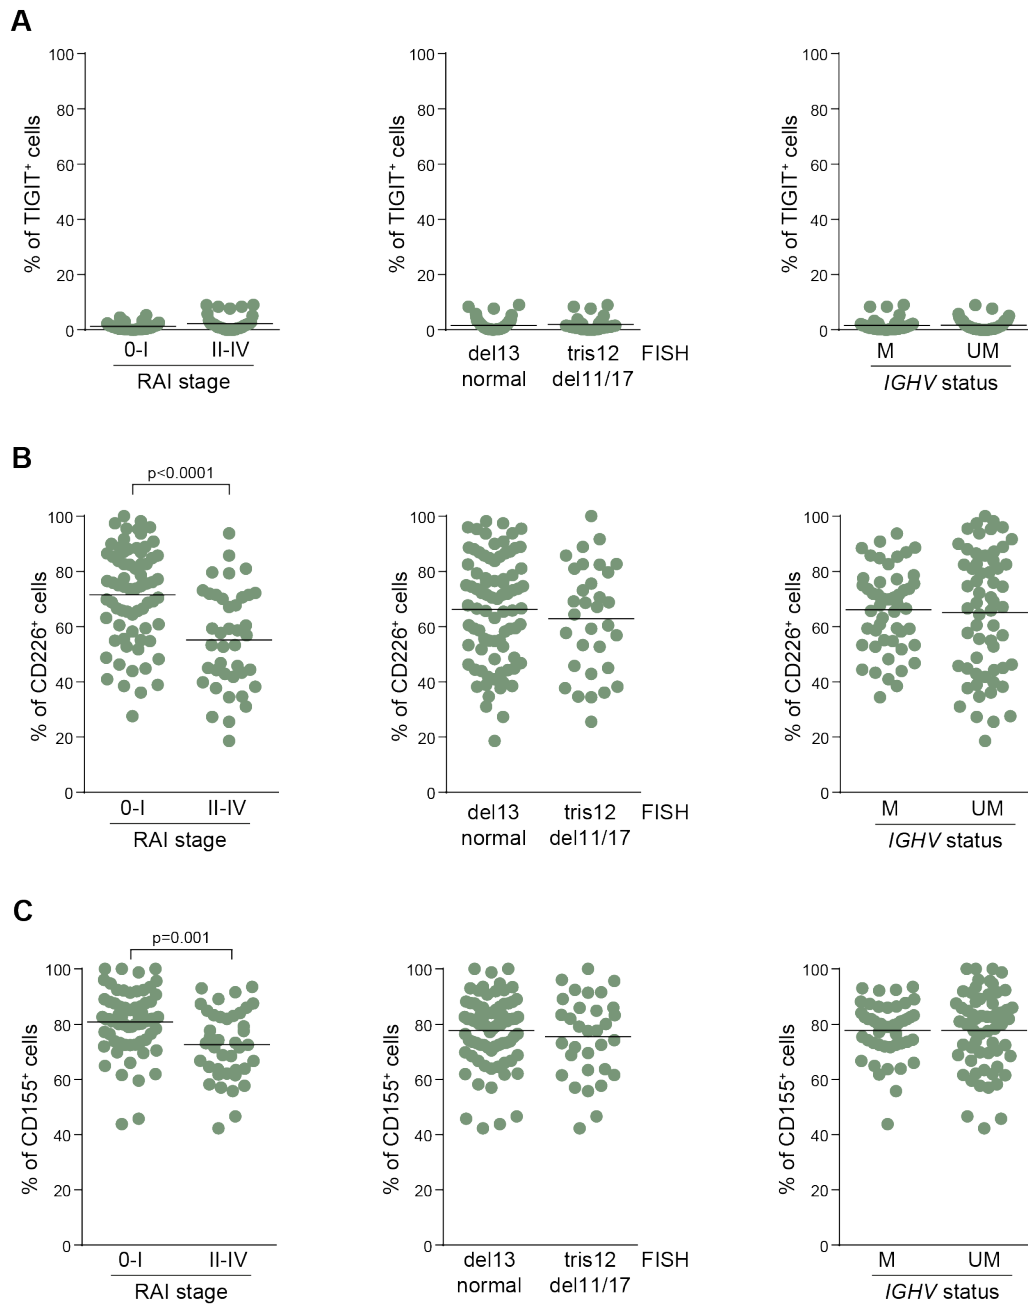 A
% of TIGIT+ cells
100
80
60
40
20
0
0-I II-IV
RAI stage
% of TIGIT+ cells
100
80
60
40
20
0
del13 tris12 FISH
normal del11/17
% of TIGIT+ cells
100
80
60
40
20
0
M UM
IGHV status
B
p<0.0001
% of CD226+ cells
100
80
60
40
20
0
0-I II-IV
RAI stage
% of CD226+ cells
100
80
60
40
20
0
del13 tris12 FISH
normal del11/17
% of CD226+ cells
100
80
60
40
20
0
M UM
IGHV status
C
p=0.001
% of CD155+ cells
100
80
60
40
20
0
0-I II-IV
RAI stage
% of CD155+ cells
100
80
60
40
20
0
del13 tris12 FISH
normal del11/17
% of CD155+ cells
100
80
60
40
20
0
M UM
IGHV status